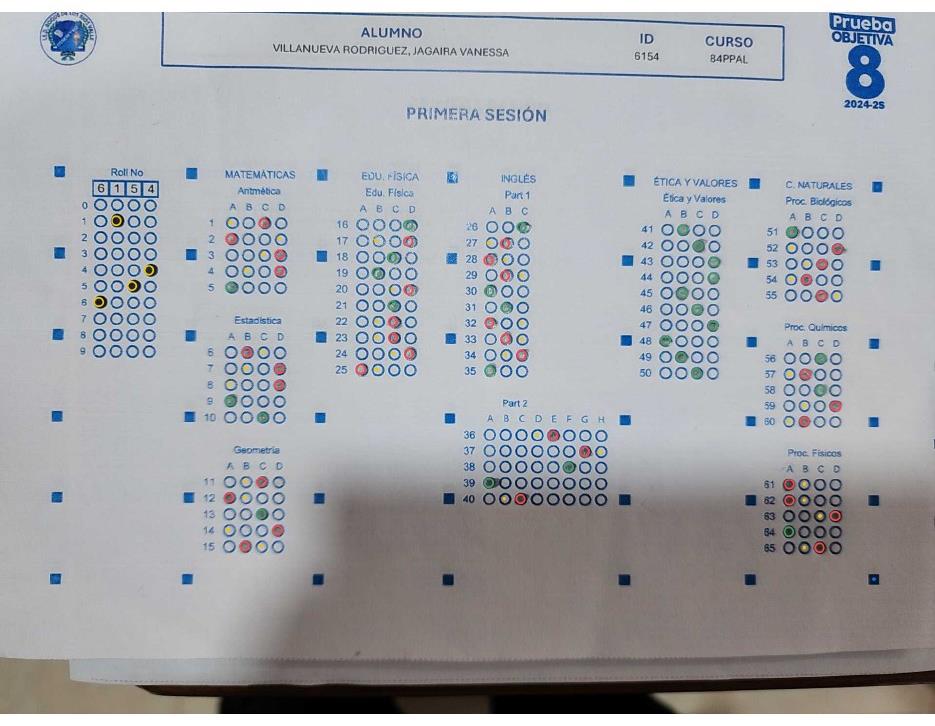 ALUMNO
VILLANUEVA RODRIGUEZ, JAGAIRA VANESSA
ID
6154
CURSO
84PPAL
Prueba
OBJETIVA
8
2024-2S
PRIMERA SESIÓN
Roll No
6 1 5 4
0
1
2
3
4
5
6
7
8
9
MATEMÁTICAS
Aritmética
A B C D
1
2
3
4
5
Estadística
A B C D
6
7
8
9
10
Geometría
A B C D
11
12
13
14
15
EDU. FÍSICA
Edu. Física
A B C D
16
17
18
19
20
21
22
23
24
25
INGLÉS
Part 1
A B C
26
27
28
29
30
31
32
33
34
35
Part 2
A B C D E F G H
36
37
38
39
40
ÉTICA Y VALORES
Ética y Valores
A B C D
41
42
43
44
45
46
47
48
49
50
C. NATURALES
Proc. Biológicos
A B C D
51
52
53
54
55
Proc. Químicos
A B C D
56
57
58
59
60
Proc. Físicos
A B C D
61
62
63
64
65